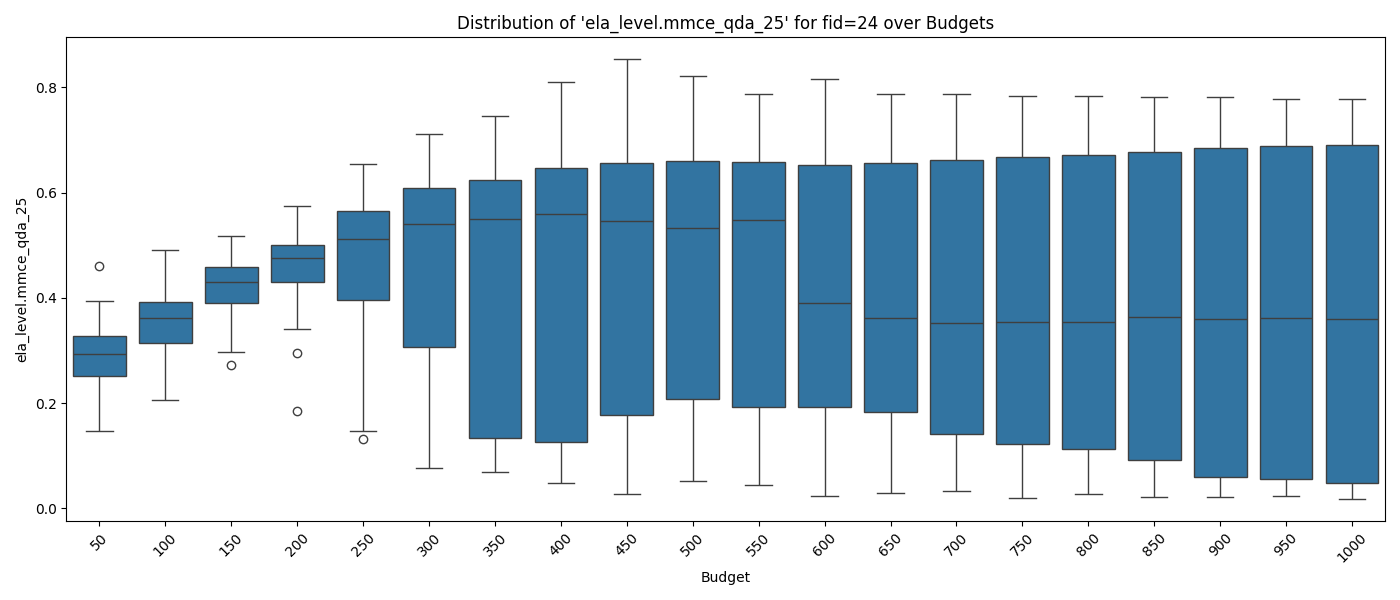 Distribution of 'ela_level.mmce_qda_25' for fid=24 over Budgets
ela_level.mmce_qda_25
0.8
0.6
0.4
0.2
0.0
50 100 150 200 250 300 350 400 450 500 550 600 650 700 750 800 850 900 950 1000
Budget